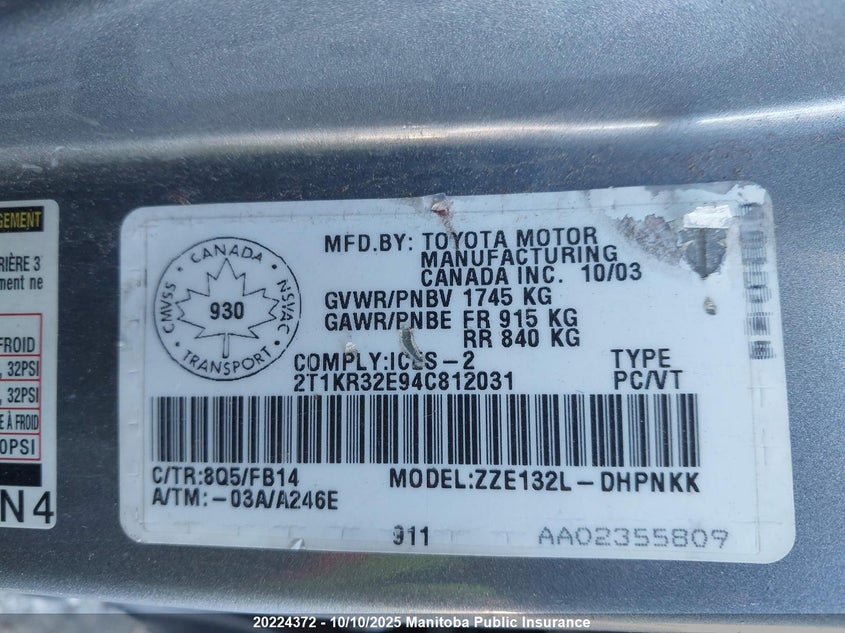 GEMENT
RIÈRE 3
ment ne
FROID
, 32PSI
, 32PSI
E À FROID
0PSI
N 4
CANADA
CMVSS
NSVAC
930
TRANSPORT
MFD.BY: TOYOTA MOTOR
MANUFACTURING
CANADA INC. 10/03
GVWR/PNBV 1745 KG
GAWR/PNBE FR 915 KG
RR 840 KG
COMPLY:ICES-2
TYPE
2T1KR32E94C812031
PC/VT
C/TR:8Q5/FB14
MODEL:ZZE132L-DHPNKK
A/TM:-03A/A246E
911
AA02355809
20224372 - 10/10/2025 Manitoba Public Insurance